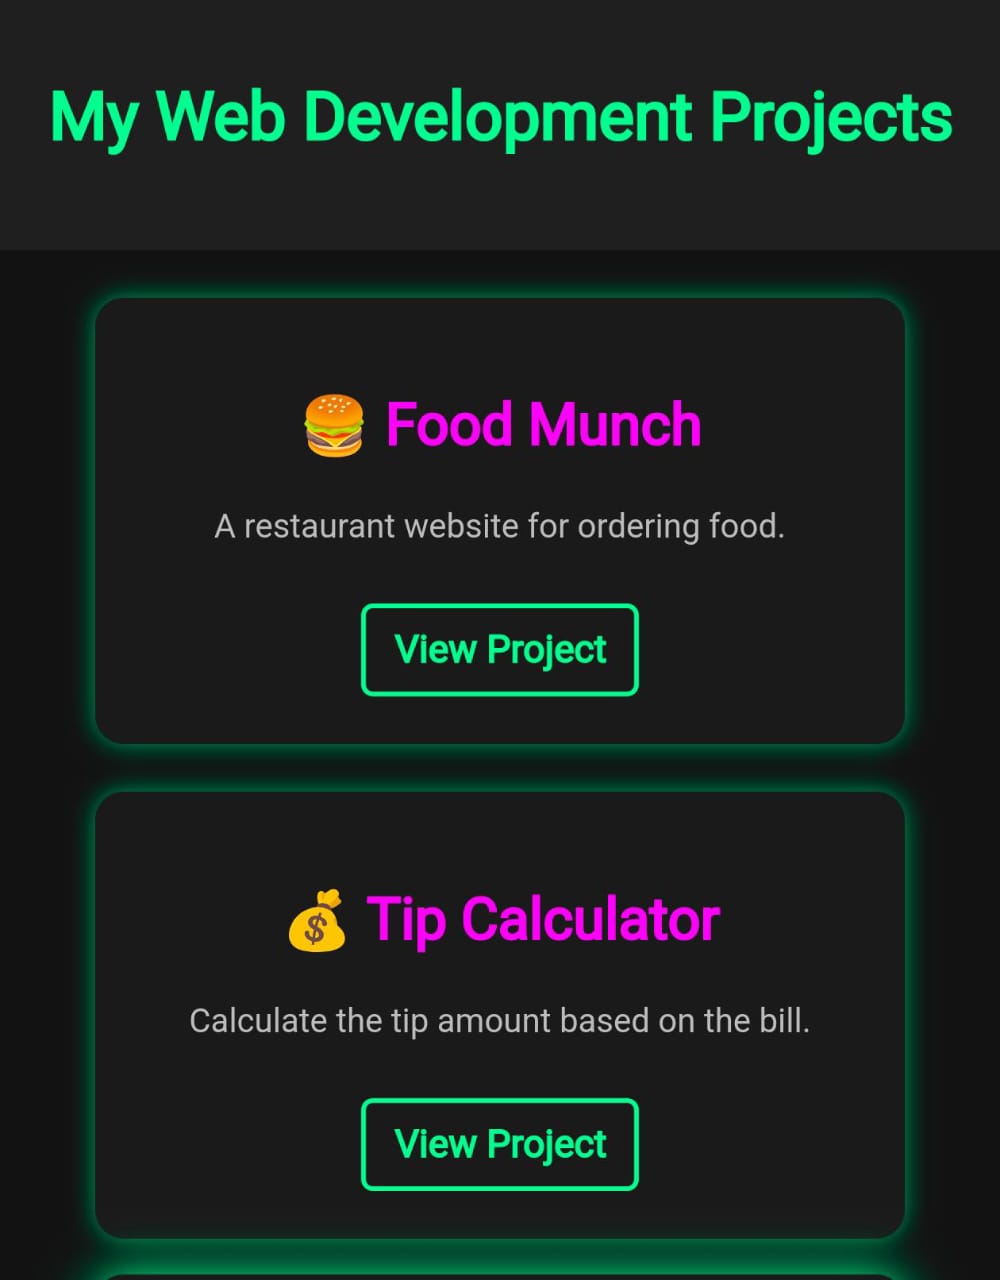 My Web Development Projects
🍔 Food Munch
A restaurant website for ordering food.
View Project
💰 Tip Calculator
Calculate the tip amount based on the bill.
View Project